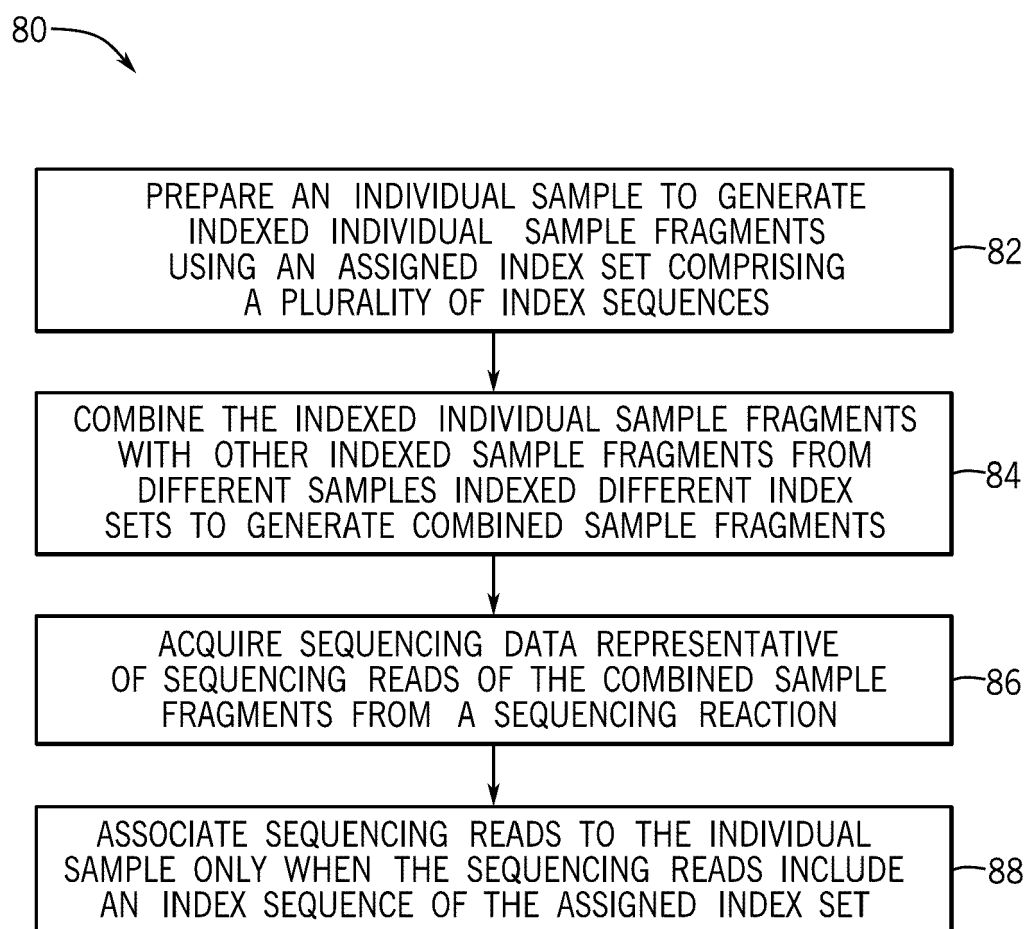 80
PREPARE AN INDIVIDUAL SAMPLE TO GENERATE
INDEXED INDIVIDUAL SAMPLE FRAGMENTS
USING AN ASSIGNED INDEX SET COMPRISING
A PLURALITY OF INDEX SEQUENCES
82
COMBINE THE INDEXED INDIVIDUAL SAMPLE FRAGMENTS
WITH OTHER INDEXED SAMPLE FRAGMENTS FROM
DIFFERENT SAMPLES INDEXED DIFFERENT INDEX
SETS TO GENERATE COMBINED SAMPLE FRAGMENTS
84
ACQUIRE SEQUENCING DATA REPRESENTATIVE
OF SEQUENCING READS OF THE COMBINED SAMPLE
FRAGMENTS FROM A SEQUENCING REACTION
86
ASSOCIATE SEQUENCING READS TO THE INDIVIDUAL
SAMPLE ONLY WHEN THE SEQUENCING READS INCLUDE
AN INDEX SEQUENCE OF THE ASSIGNED INDEX SET
88